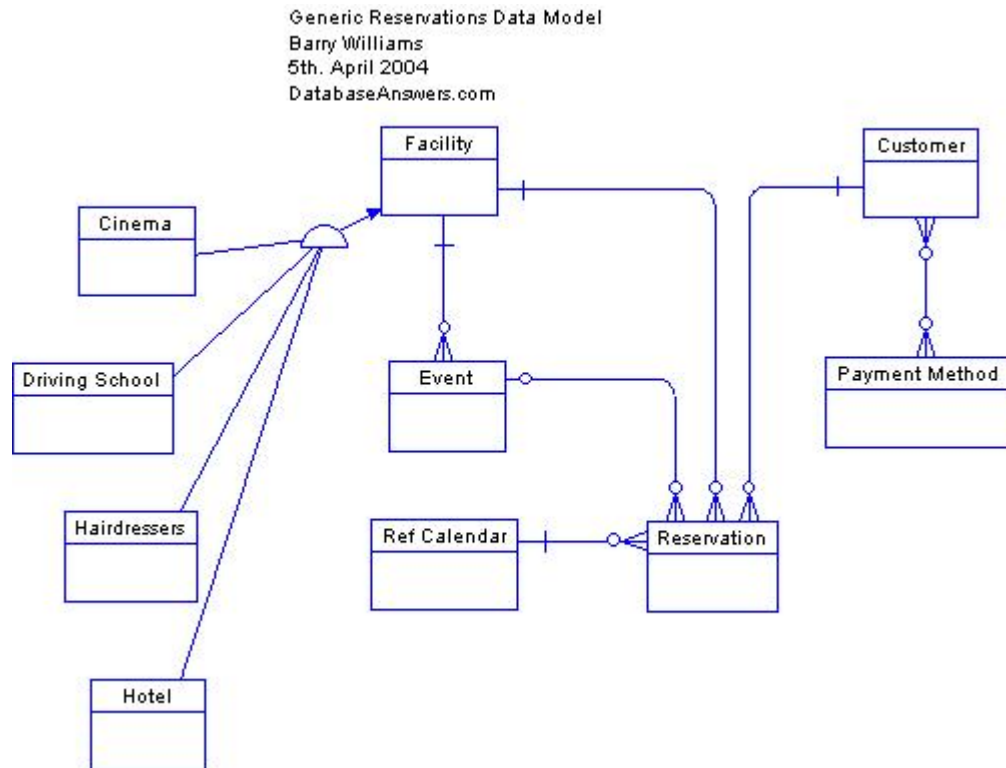 Generic Reservations Data Model
Barry Williams
5th. April 2004
DatabaseAnswers.com
Facility
Customer
Cinema
Driving School
Event
Payment Method
Hairdressers
Ref Calendar
Reservation
Hotel